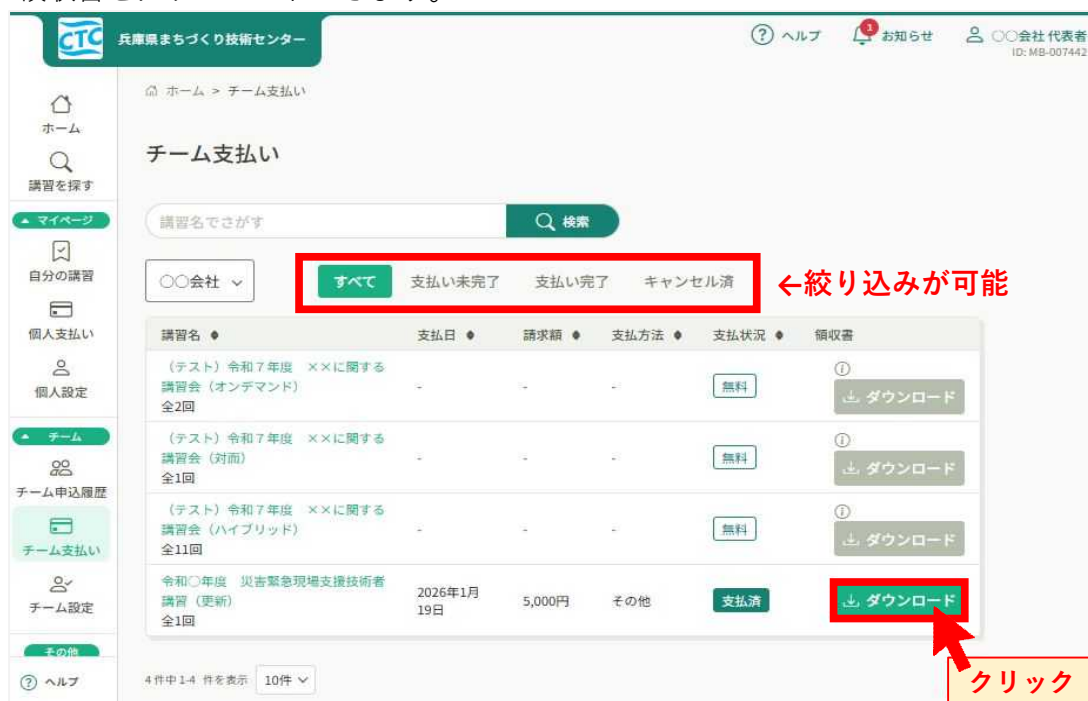 CTC 兵庫県まちづくり技術センター
ヘルプ
1
お知らせ
○○会社 代表者
ID: MB-007442
ホーム
講習を探す
マイページ
自分の講習
個人支払い
個人設定
チーム
チーム申込履歴
チーム支払い
チーム設定
その他
ヘルプ
ホーム > チーム支払い
チーム支払い
講習名でさがす
検索
○○会社
すべて 支払い未完了 支払い完了 キャンセル済
←絞り込みが可能
講習名 支払日 請求額 支払方法 支払状況 領収書
（テスト）令和７年度 ××に関する
講習会（オンデマンド）
全2回
- - - 無料 ダウンロード
（テスト）令和７年度 ××に関する
講習会（対面）
全1回
- - - 無料 ダウンロード
（テスト）令和７年度 ××に関する
講習会（ハイブリッド）
全11回
- - - 無料 ダウンロード
令和○年度 災害緊急現場支援技術者
講習（更新）
全1回
2026年1月
19日
5,000円 その他 支払済 ダウンロード
クリック
4件中1-4 件を表示 10件